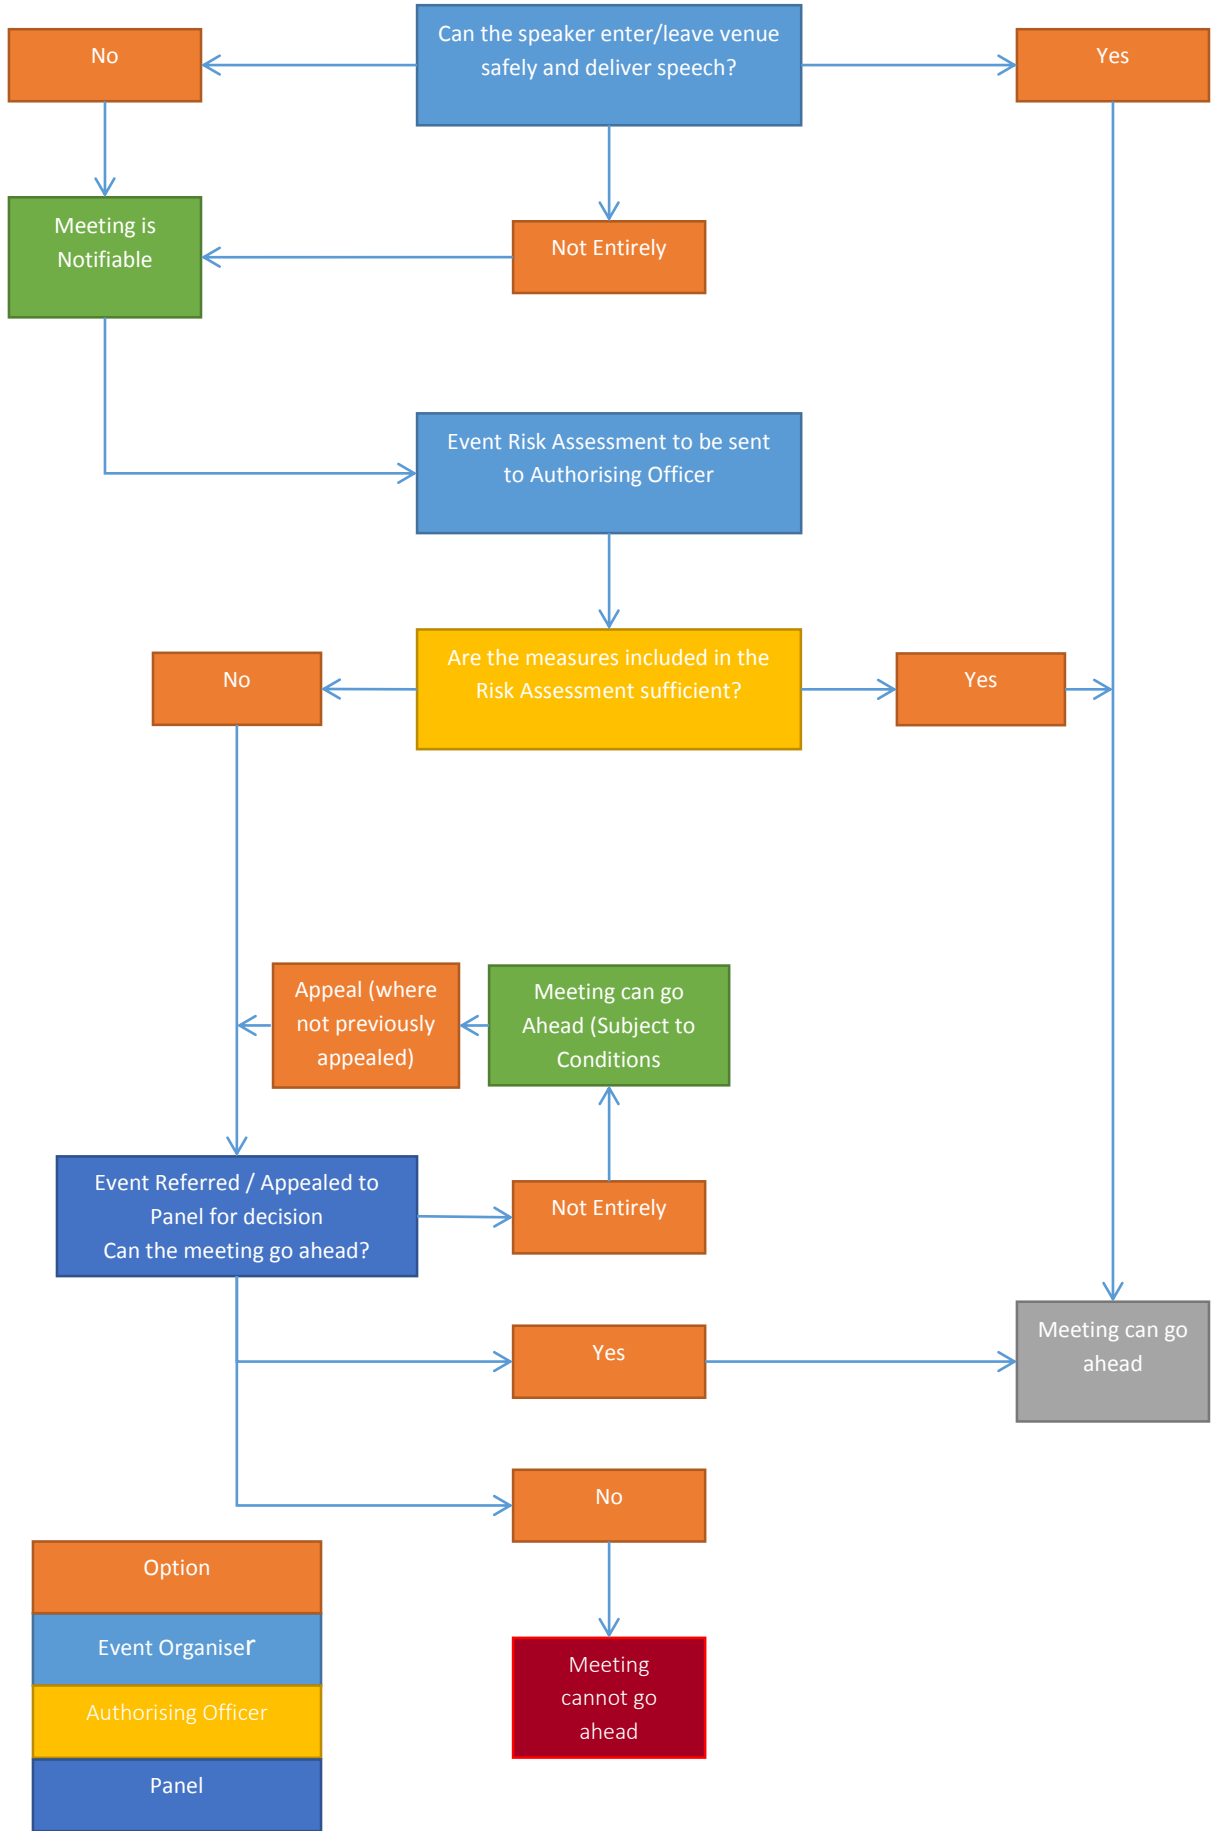 Can the speaker enter/leave venue
safely and deliver speech?
No
Yes
Meeting is
Notifiable
Not Entirely
Event Risk Assessment to be sent
to Authorising Officer
Are the measures included in the
Risk Assessment sufficient?
No
Yes
Appeal (where
not previously
appealed)
Meeting can go
Ahead (Subject to
Conditions
Event Referred / Appealed to
Panel for decision
Can the meeting go ahead?
Not Entirely
Yes
Meeting can go
ahead
No
Meeting
cannot go
ahead
Option
Event Organiser
Authorising Officer
Panel